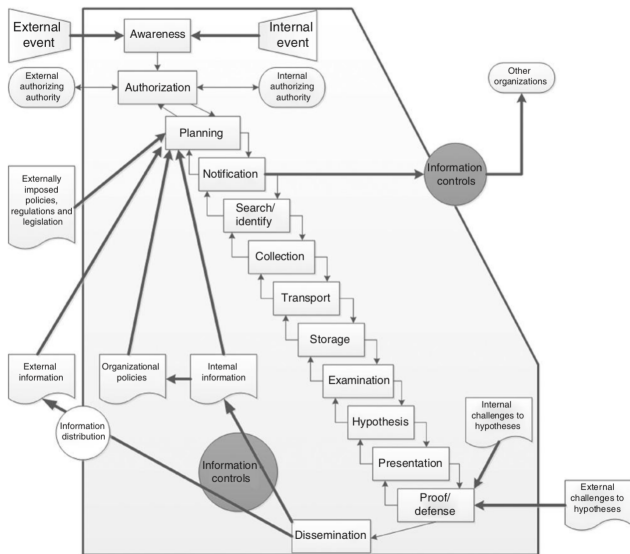 External
event
Awareness
Internal
event
External
authorizing
authority
Authorization
Internal
authorizing
authority
Other
organizations
Planning
Externally
imposed
policies,
regulations and
legislation
Notification
Information
controls
Search/
identify
Collection
Transport
Storage
External
information
Organizational
policies
Internal
information
Examination
Information
distribution
Hypothesis
Internal
challenges to
hypotheses
Information
controls
Presentation
Proof/
defense
External
challenges to
hypotheses
Dissemination